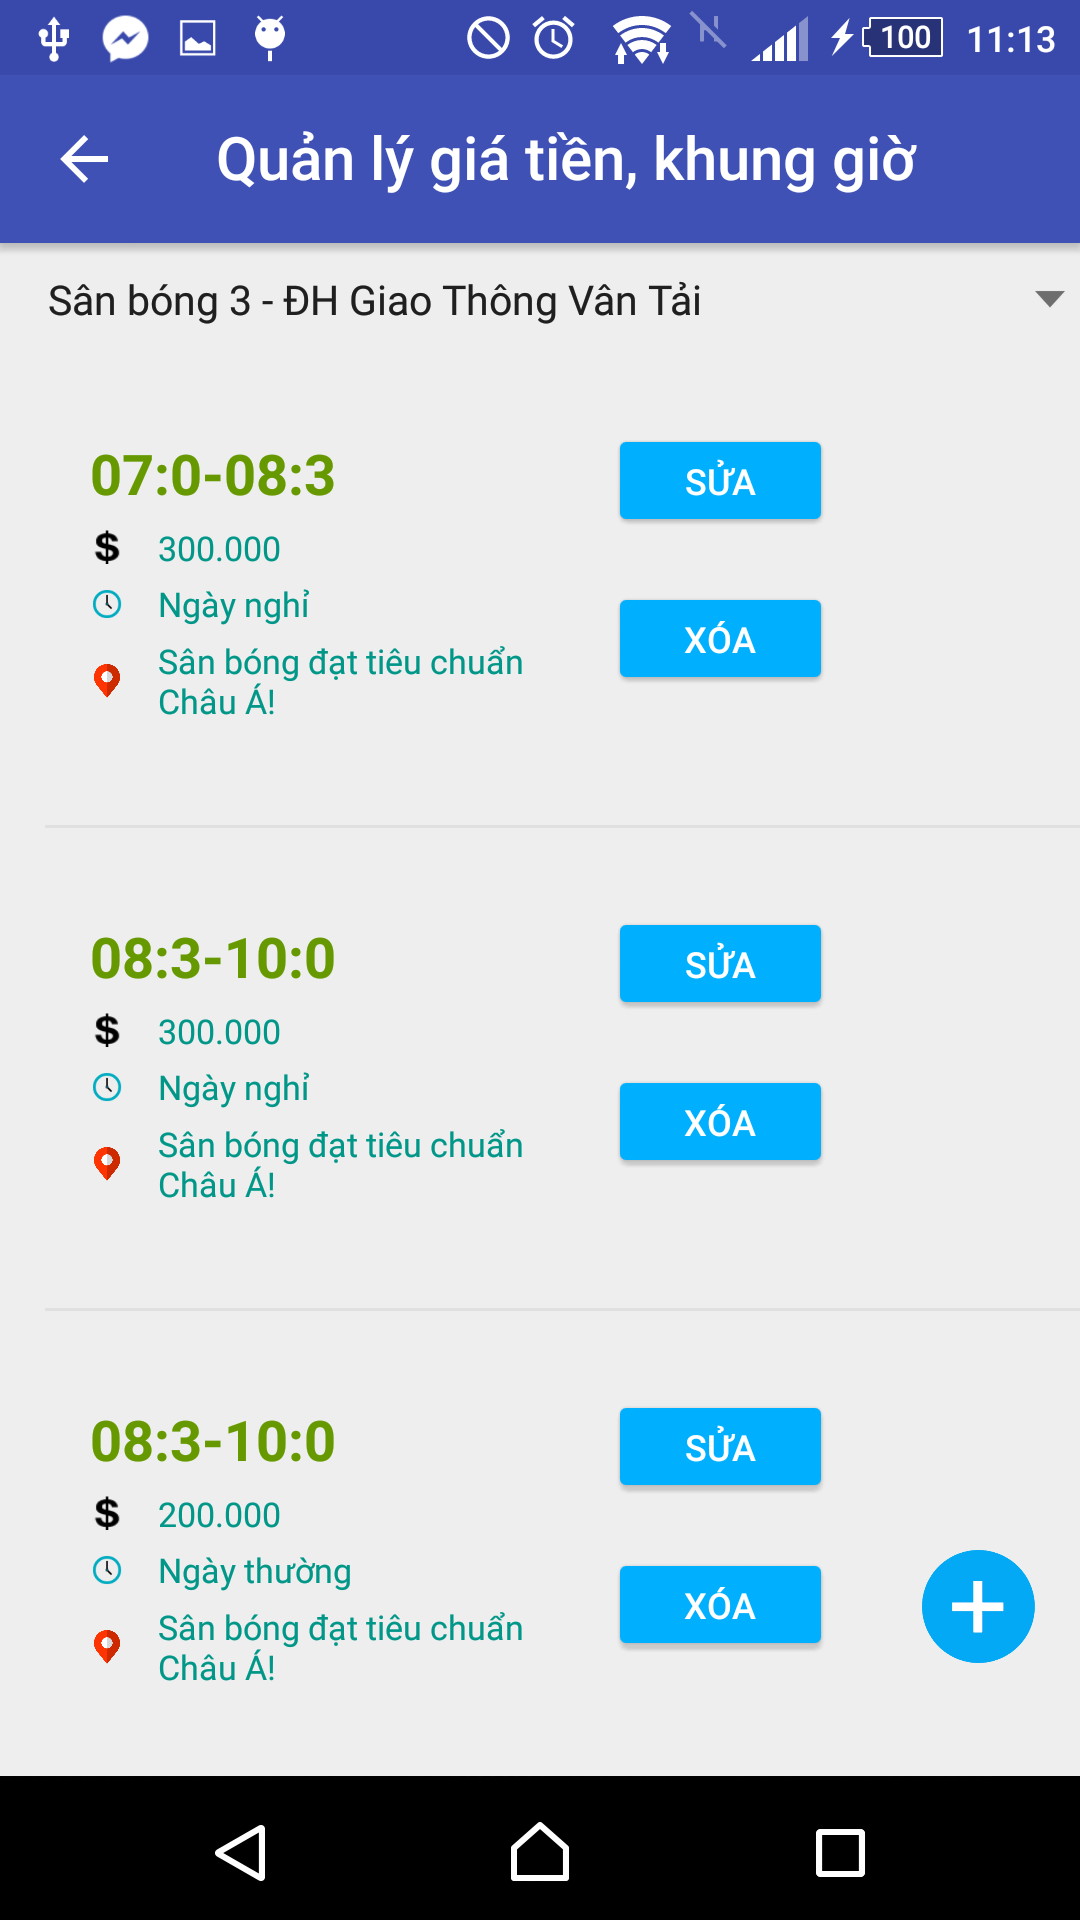 100 11:13
Quản lý giá tiền, khung giờ
Sân bóng 3 - ĐH Giao Thông Vân Tải
07:0-08:3
SỬA
$ 300.000
Ngày nghỉ
XÓA
Sân bóng đạt tiêu chuẩn
Châu Á!
08:3-10:0
SỬA
$ 300.000
Ngày nghỉ
XÓA
Sân bóng đạt tiêu chuẩn
Châu Á!
08:3-10:0
SỬA
$ 200.000
Ngày thường
XÓA
Sân bóng đạt tiêu chuẩn
Châu Á!